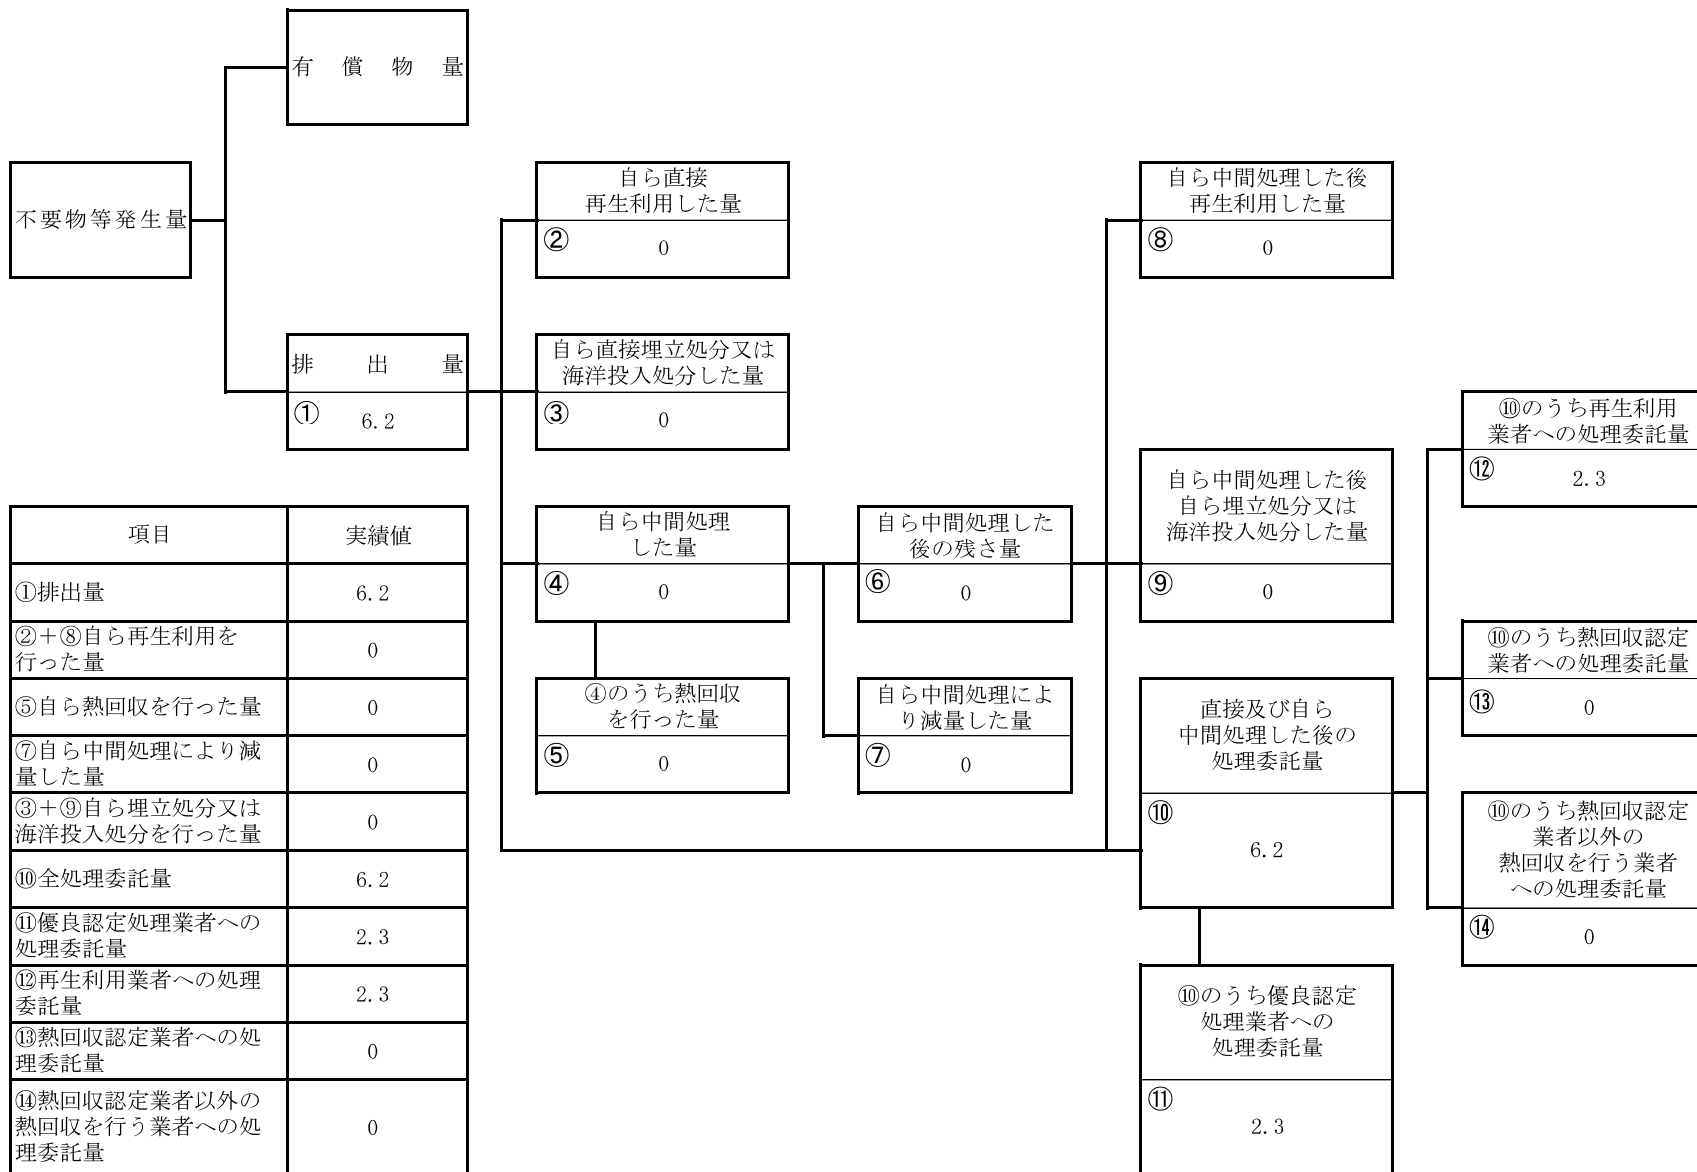 有償物量
不要物等発生量
排出量
① 6.2
自ら直接
再生利用した量
② 0
自ら直接埋立処分又は
海洋投入処分した量
③ 0
自ら中間処理
した量
④ 0
④のうち熱回収
を行った量
⑤ 0
自ら中間処理した
後の残さ量
⑥ 0
自ら中間処理によ
り減量した量
⑦ 0
自ら中間処理した後
再生利用した量
⑧ 0
自ら中間処理した後
自ら埋立処分又は
海洋投入処分した量
⑨ 0
直接及び自ら
中間処理した後の
処理委託量
⑩
6.2
⑩のうち優良認定
処理業者への
処理委託量
⑪
2.3
⑩のうち再生利用
業者への処理委託量
⑫ 2.3
⑩のうち熱回収認定
業者への処理委託量
⑬ 0
⑩のうち熱回収認定
業者以外の
熱回収を行う業者
への処理委託量
⑭ 0
項目 実績値
①排出量 6.2
②＋⑧自ら再生利用を
行った量 0
⑤自ら熱回収を行った量 0
⑦自ら中間処理により減
量した量 0
③＋⑨自ら埋立処分又は
海洋投入処分を行った量 0
⑩全処理委託量 6.2
⑪優良認定処理業者への
処理委託量 2.3
⑫再生利用業者への処理
委託量 2.3
⑬熱回収認定業者への処
理委託量 0
⑭熱回収認定業者以外の
熱回収を行う業者への処
理委託量 0